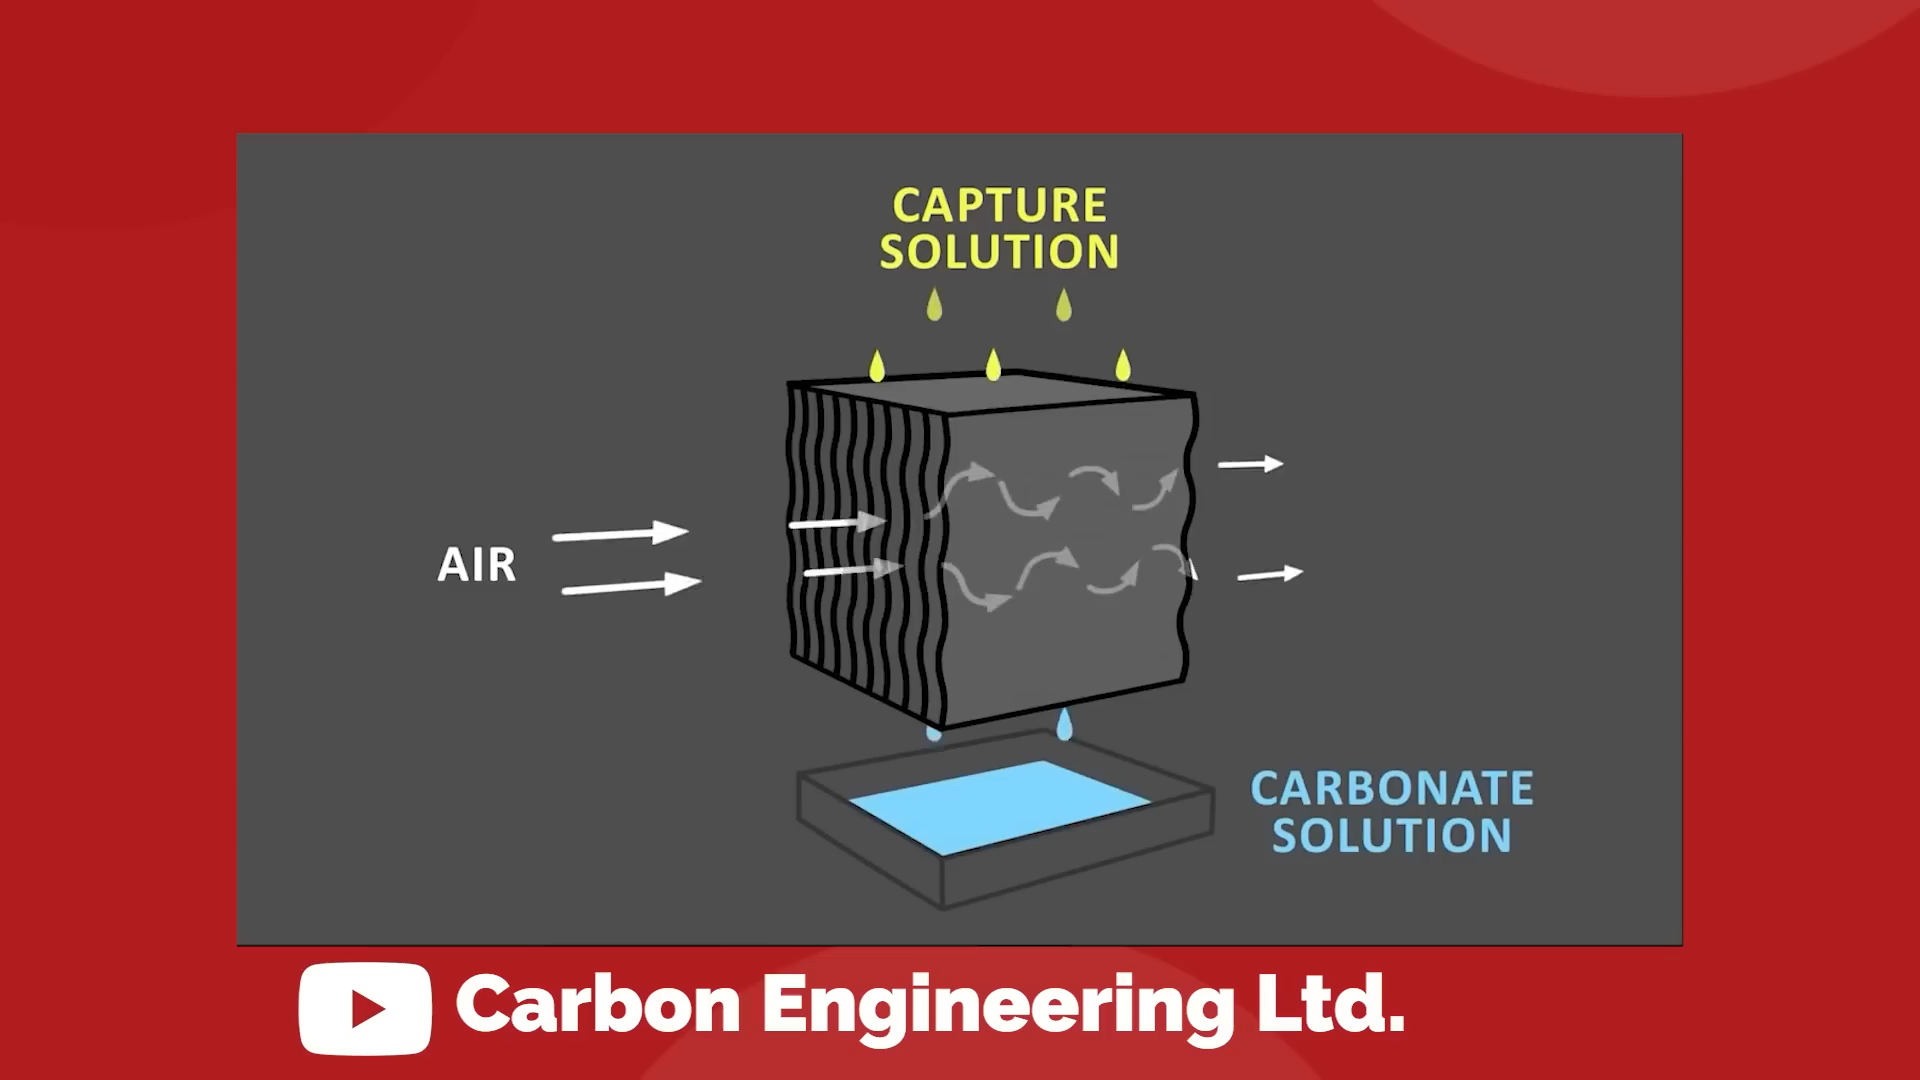 CAPTURE
SOLUTION
AIR
CARBONATE
SOLUTION
Carbon Engineering Ltd.